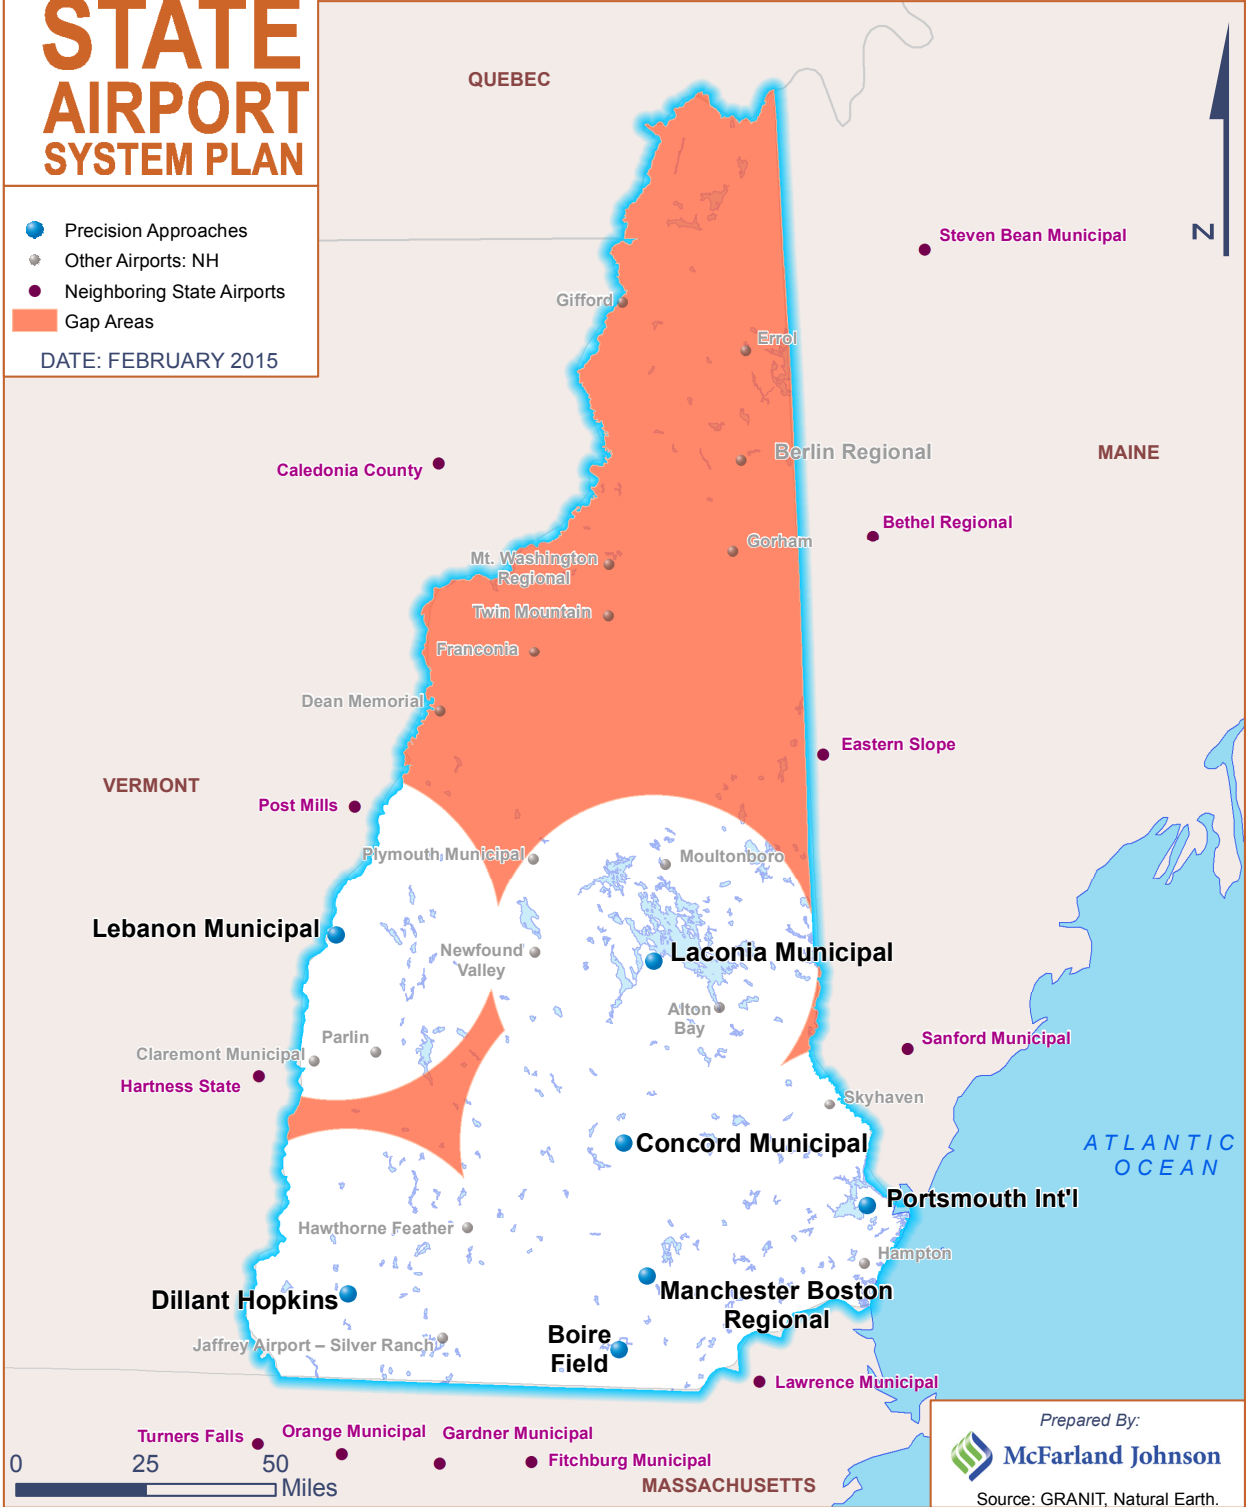 STATE
AIRPORT
SYSTEM PLAN
Precision Approaches
Other Airports: NH
Neighboring State Airports
Gap Areas
DATE: FEBRUARY 2015
QUEBEC
N
Steven Bean Municipal
Gifford
Errol
Berlin Regional
MAINE
Caledonia County
Bethel Regional
Gorham
Mt. Washington
Regional
Twin Mountain
Franconia
Dean Memorial
Eastern Slope
VERMONT
Post Mills
Plymouth Municipal
Moultonboro
Lebanon Municipal
Newfound
Valley
Laconia Municipal
Alton
Bay
Parlin
Claremont Municipal
Hartness State
Sanford Municipal
Skyhaven
Concord Municipal
ATLANTIC
OCEAN
Portsmouth Int'l
Hawthorne Feather
Hampton
Dillant Hopkins
Manchester Boston
Regional
Jaffrey Airport – Silver Ranch
Boire
Field
Lawrence Municipal
Turners Falls
Orange Municipal
Gardner Municipal
Fitchburg Municipal
MASSACHUSETTS
0 25 50
Miles
Prepared By:
McFarland Johnson
Source: GRANIT, Natural Earth.